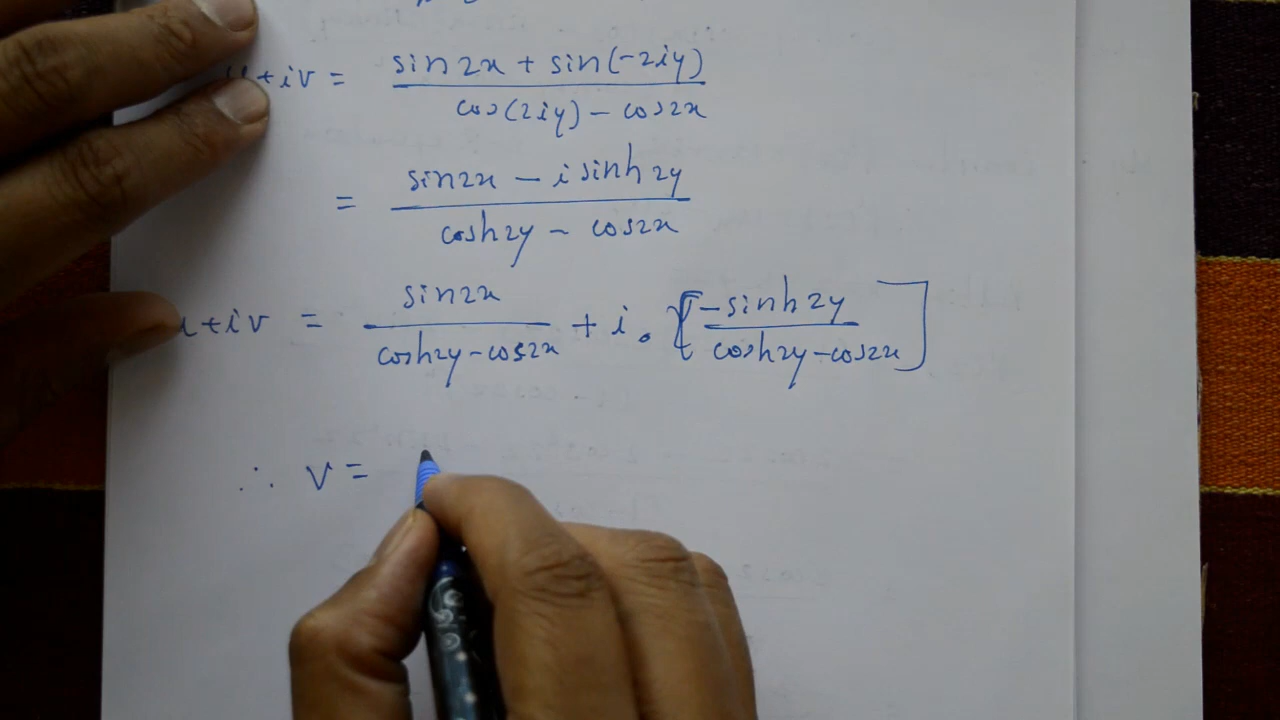 u+iv = (sin2x + sin(-2iy)) / (cos(2iy) - cos2x)
= (sin2x - i sinh2y) / (cosh2y - cos2x)
u+iv = sin2x / (cosh2y-cos2x) + i. [-sinh2y / (cosh2y-cos2x)]
∴ v =